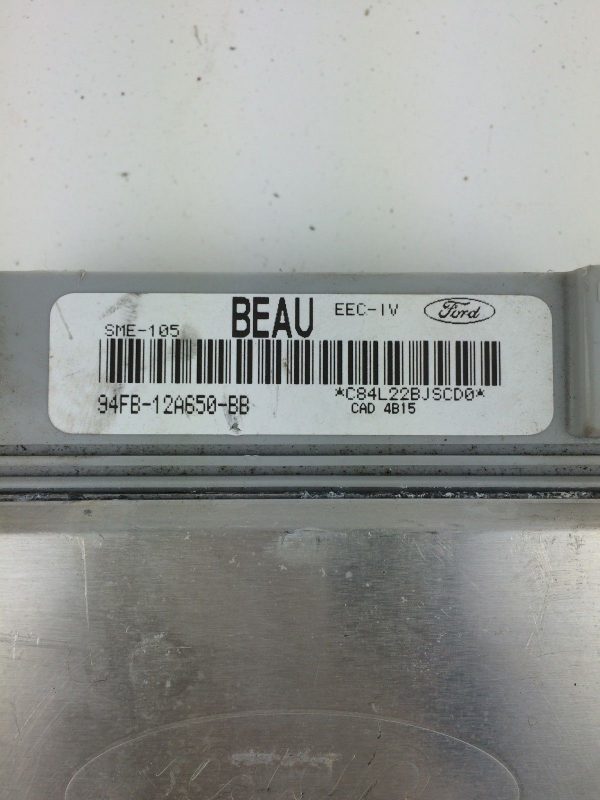 SME-105 BEAU EEC-IV Ford
*C84L22BJSCD0*
94FB-12A650-BB CAD 4B15